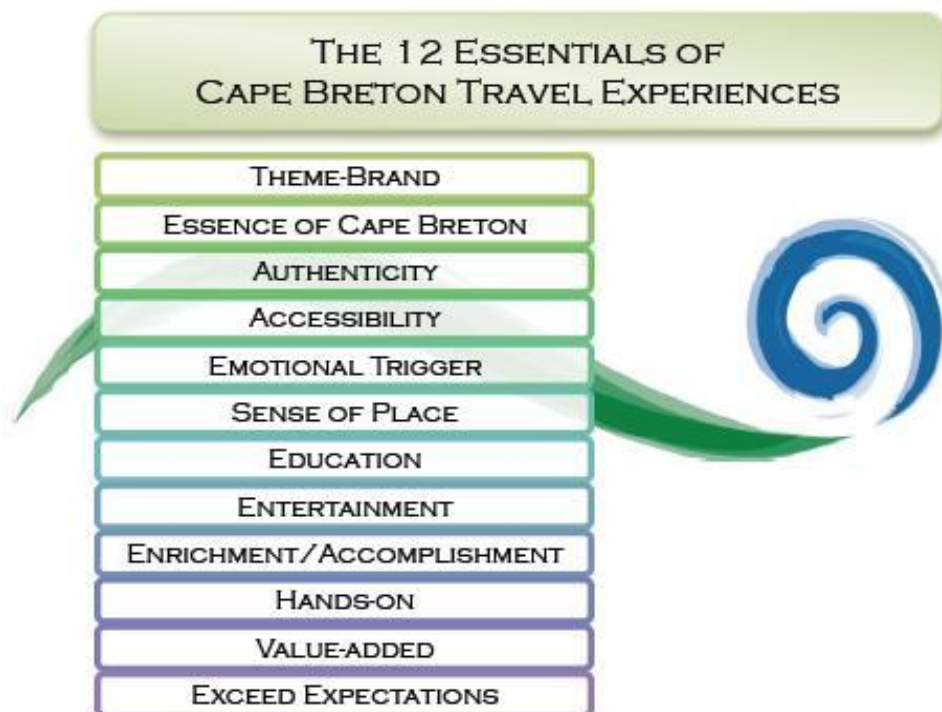 The 12 Essentials of
Cape Breton Travel Experiences
Theme-Brand
Essence of Cape Breton
Authenticity
Accessibility
Emotional Trigger
Sense of Place
Education
Entertainment
Enrichment/Accomplishment
Hands-on
Value-added
Exceed Expectations